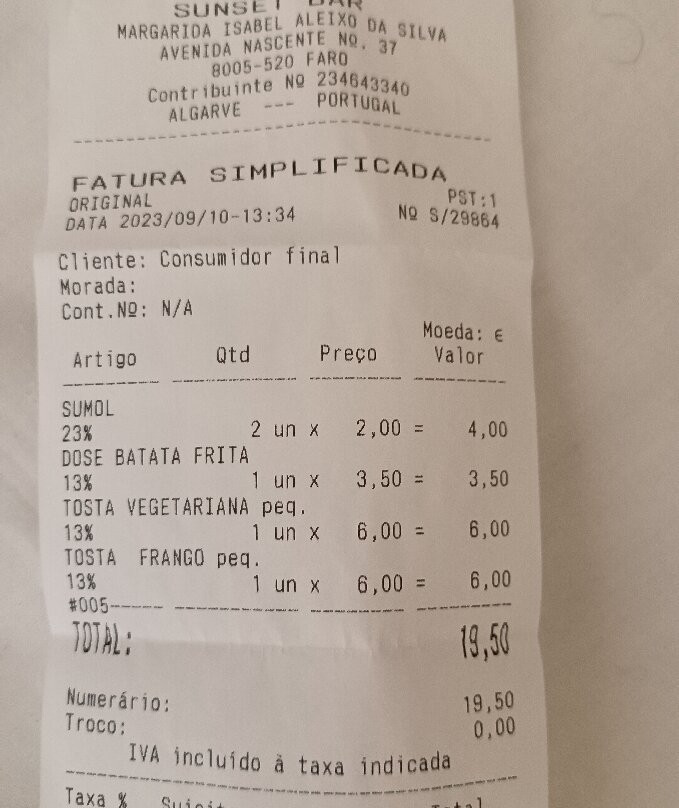 SUNSET BAR
MARGARIDA ISABEL ALEIXO DA SILVA
AVENIDA NASCENTE Nº. 37
8005-520 FARO
Contribuinte Nº 234643340
ALGARVE --- PORTUGAL
FATURA SIMPLIFICADA
ORIGINAL PST:1
DATA 2023/09/10-13:34 Nº S/29864
Cliente: Consumidor final
Morada:
Cont.Nº: N/A
Moeda: €
Artigo Qtd Preço Valor
SUMOL
23% 2 un x 2,00 = 4,00
DOSE BATATA FRITA
13% 1 un x 3,50 = 3,50
TOSTA VEGETARIANA peq.
13% 1 un x 6,00 = 6,00
TOSTA FRANGO peq.
13% 1 un x 6,00 = 6,00
#005
TOTAL: 19,50
Numerário: 19,50
Troco: 0,00
IVA incluído à taxa indicada
Taxa % Total